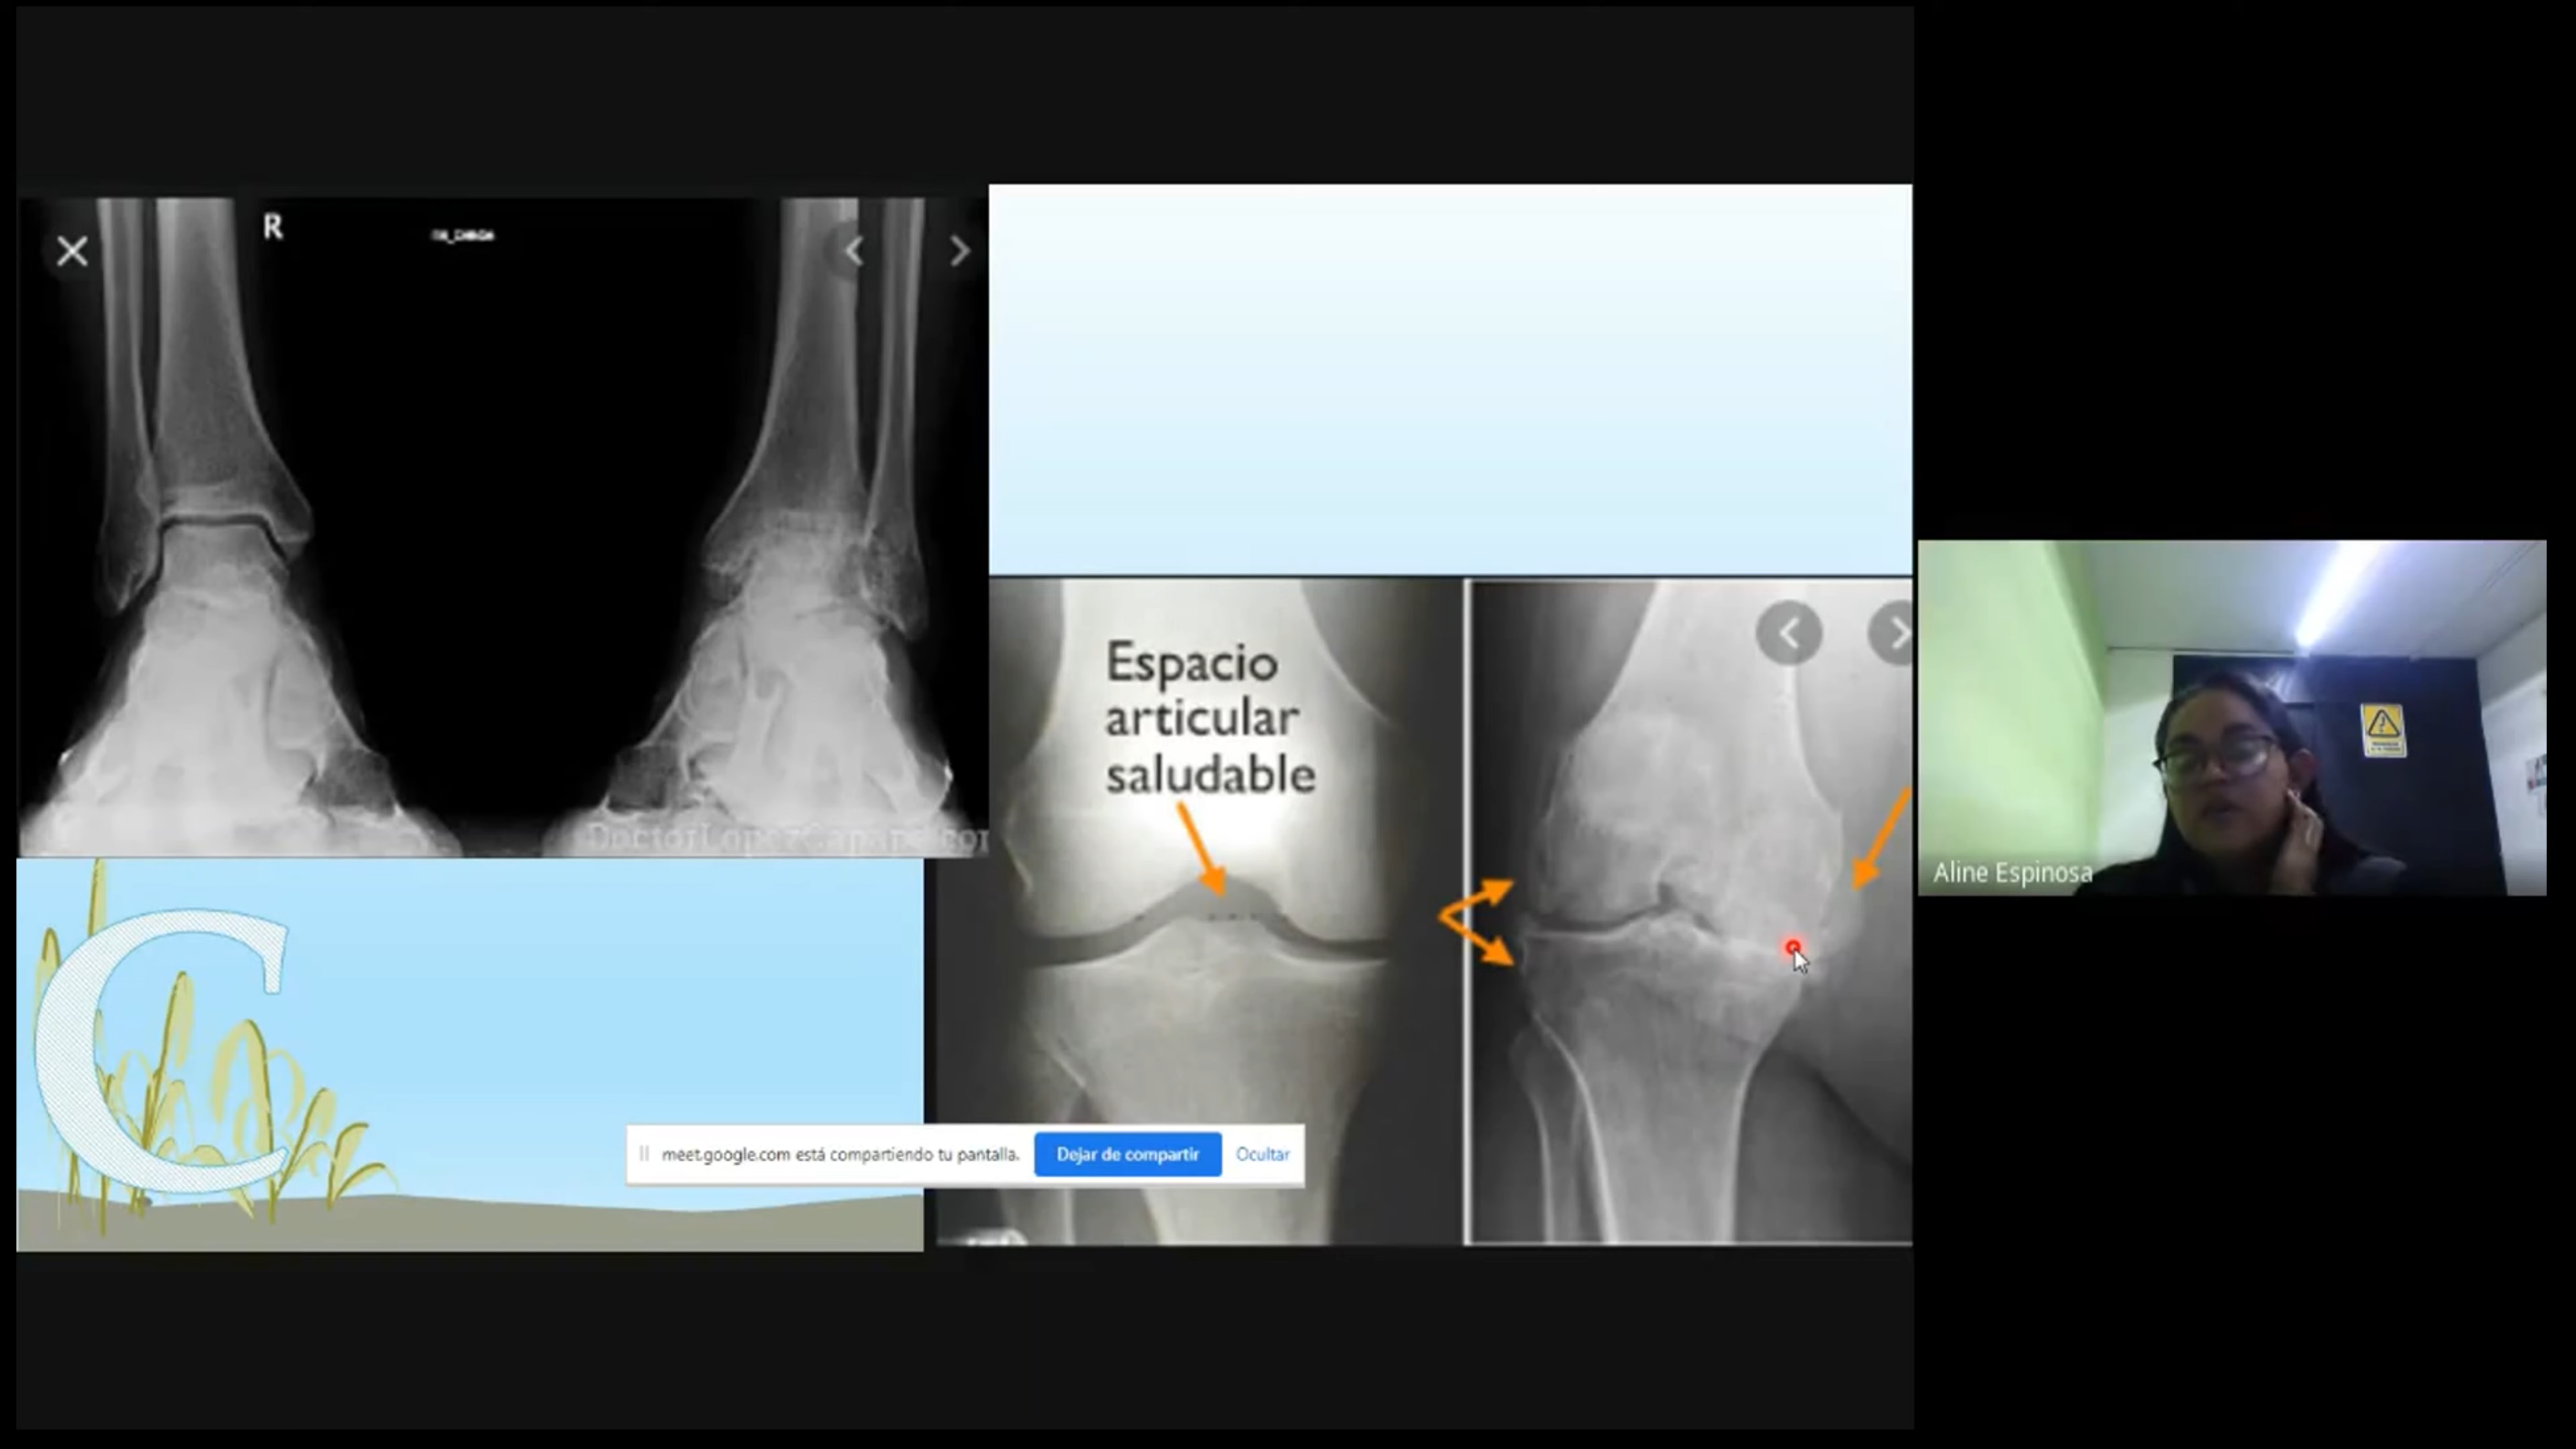 R
Espacio
articular
saludable
C
meet.google.com está compartiendo tu pantalla.
Dejar de compartir
Ocultar
Aline Espinosa